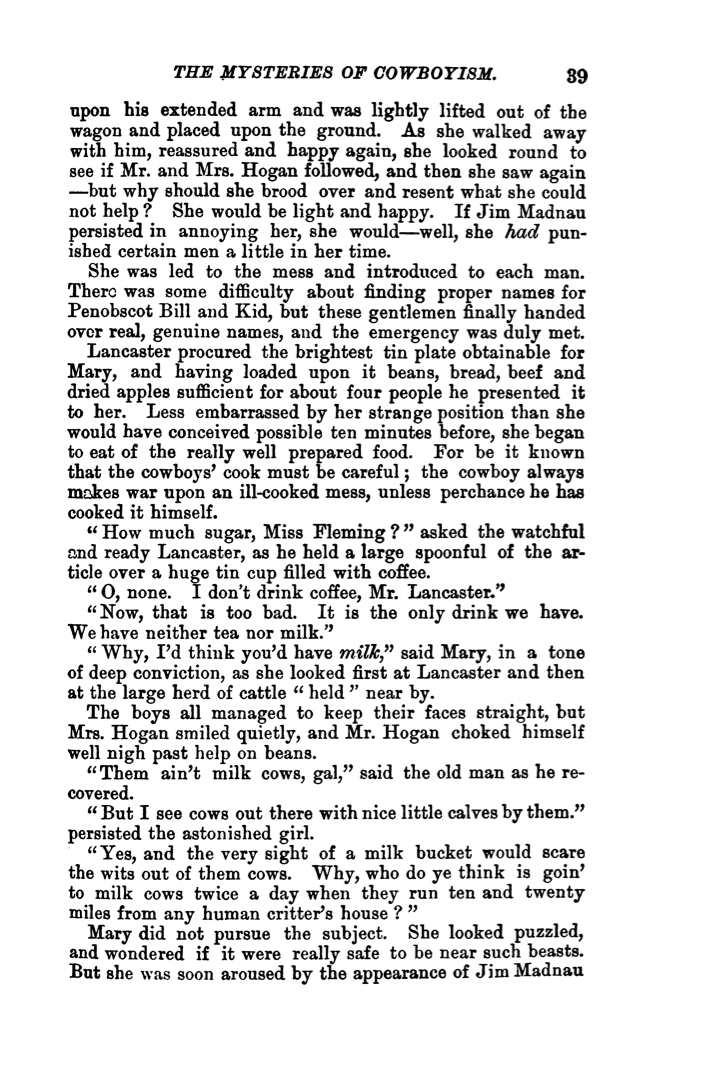 THE MYSTERIES OF COWBOYISM. 39
upon his extended arm and was lightly lifted out of the
wagon and placed upon the ground. As she walked away
with him, reassured and happy again, she looked round to
see if Mr. and Mrs. Hogan followed, and then she saw again
—but why should she brood over and resent what she could
not help? She would be light and happy. If Jim Madnau
persisted in annoying her, she would—well, she had pun-
ished certain men a little in her time.
She was led to the mess and introduced to each man.
There was some difficulty about finding proper names for
Penobscot Bill and Kid, but these gentlemen finally handed
over real, genuine names, and the emergency was duly met.
Lancaster procured the brightest tin plate obtainable for
Mary, and having loaded upon it beans, bread, beef and
dried apples sufficient for about four people he presented it
to her. Less embarrassed by her strange position than she
would have conceived possible ten minutes before, she began
to eat of the really well prepared food. For be it known
that the cowboys' cook must be careful; the cowboy always
makes war upon an ill-cooked mess, unless perchance he has
cooked it himself.
"How much sugar, Miss Fleming?" asked the watchful
and ready Lancaster, as he held a large spoonful of the ar-
ticle over a huge tin cup filled with coffee.
"O, none. I don't drink coffee, Mr. Lancaster."
"Now, that is too bad. It is the only drink we have.
We have neither tea nor milk."
"Why, I'd think you'd have milk," said Mary, in a tone
of deep conviction, as she looked first at Lancaster and then
at the large herd of cattle "held" near by.
The boys all managed to keep their faces straight, but
Mrs. Hogan smiled quietly, and Mr. Hogan choked himself
well nigh past help on beans.
"Them ain't milk cows, gal," said the old man as he re-
covered.
"But I see cows out there with nice little calves by them."
persisted the astonished girl.
"Yes, and the very sight of a milk bucket would scare
the wits out of them cows. Why, who do ye think is goin'
to milk cows twice a day when they run ten and twenty
miles from any human critter's house?"
Mary did not pursue the subject. She looked puzzled,
and wondered if it were really safe to be near such beasts.
But she was soon aroused by the appearance of Jim Madnau